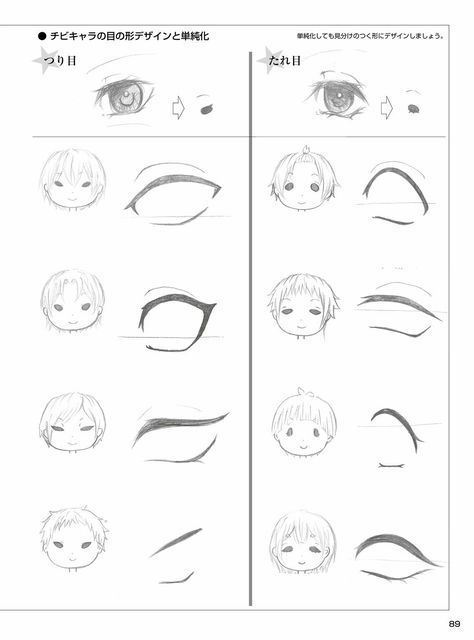 ● チビキャラの目の形デザインと単純化
単純化しても見分けのつく形にデザインしましょう。
つり目
たれ目
89